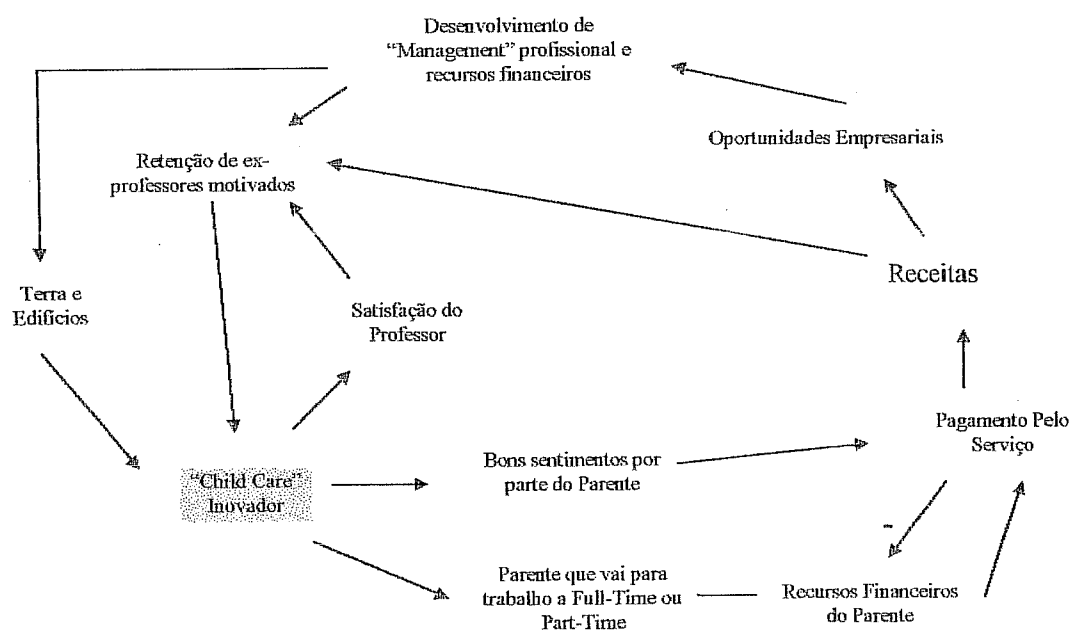 Desenvolvimento de
“Management” profissional e
recursos financeiros
Oportunidades Empresariais
Retenção de ex-
professores motivados
Receitas
Terra e
Edifícios
Satisfação do
Professor
Pagamento Pelo
Serviço
Bons sentimentos por
parte do Parente
“Child Care”
Inovador
-
Parente que vai para
trabalho a Full-Time ou
Part-Time
Recursos Financeiros
do Parente